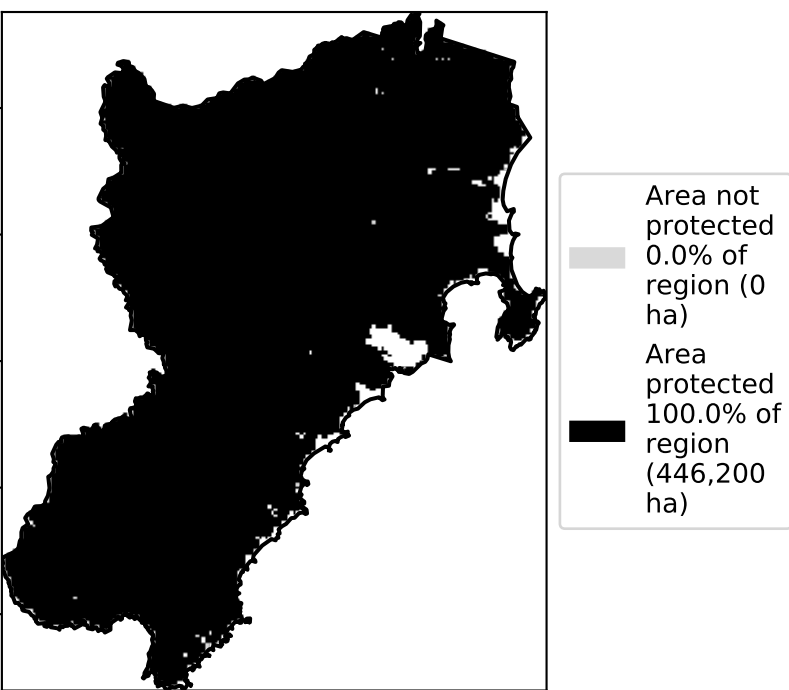 Area not
protected
0.0% of
region (0
ha)
Area
protected
100.0% of
region
(446,200
ha)